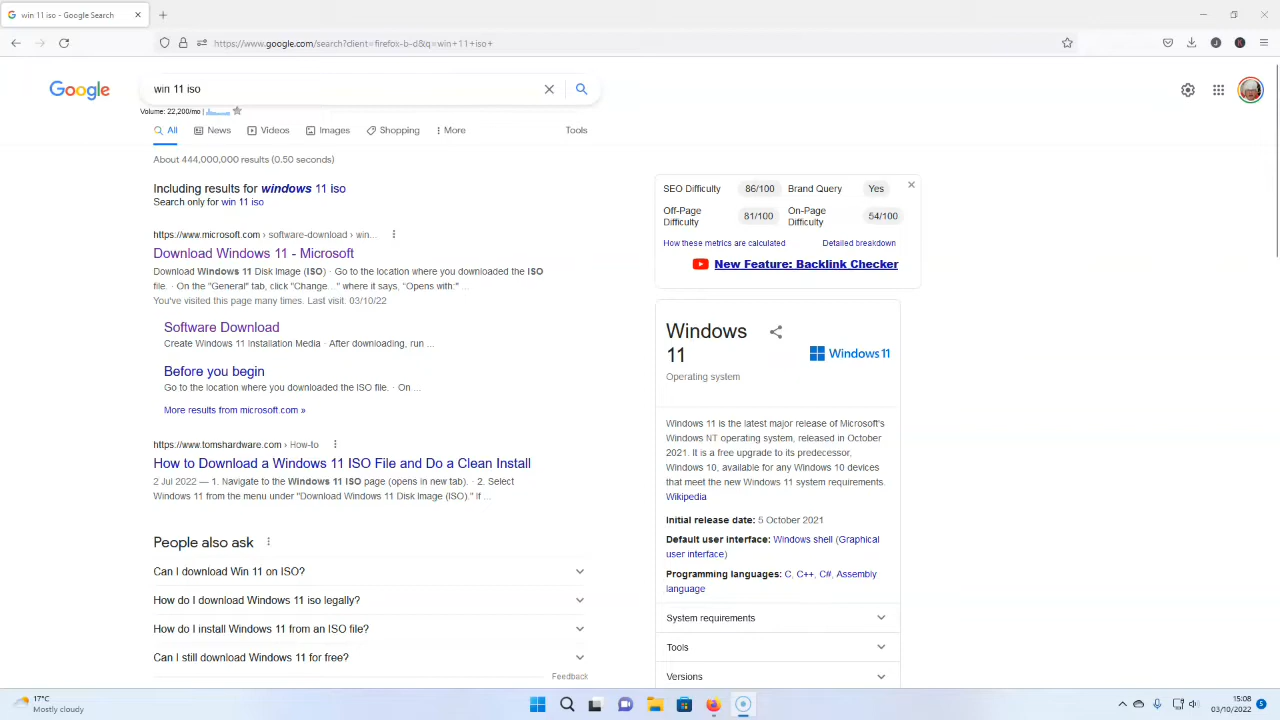 win 11 iso - Google Search
https://www.google.com/search?client=firefox-b-d&q=win+11+iso+
Google
win 11 iso
Volume: 22,200/mo |
All News Videos Images Shopping More Tools
About 444,000,000 results (0.50 seconds)
Including results for windows 11 iso
Search only for win 11 iso
https://www.microsoft.com › software-download › win...
Download Windows 11 - Microsoft
Download Windows 11 Disk Image (ISO) · Go to the location where you downloaded the ISO
file. · On the "General" tab, click "Change. . " where it says, "Opens with:" ...
You've visited this page many times. Last visit: 03/10/22
Software Download
Create Windows 11 Installation Media · After downloading, run ...
Before you begin
Go to the location where you downloaded the ISO file. · On ...
More results from microsoft.com »
https://www.tomshardware.com › How-to
How to Download a Windows 11 ISO File and Do a Clean Install
2 Jul 2022 — 1. Navigate to the Windows 11 ISO page (opens in new tab). · 2. Select
Windows 11 from the menu under "Download Windows 11 Disk Image (ISO)." If ...
People also ask
Can I download Win 11 on ISO?
How do I download Windows 11 iso legally?
How do I install Windows 11 from an ISO file?
Can I still download Windows 11 for free?
Feedback
SEO Difficulty 86/100 Brand Query Yes
Off-Page
Difficulty 81/100 On-Page
Difficulty 54/100
How these metrics are calculated Detailed breakdown
New Feature: Backlink Checker
Windows
11
Windows 11
Operating system
Windows 11 is the latest major release of Microsoft's
Windows NT operating system, released in October
2021. It is a free upgrade to its predecessor,
Windows 10, available for any Windows 10 devices
that meet the new Windows 11 system requirements.
Wikipedia
Initial release date: 5 October 2021
Default user interface: Windows shell (Graphical
user interface)
Programming languages: C, C++, C#, Assembly
language
System requirements
Tools
Versions
17°C
Mostly cloudy
15:08
03/10/2022
5